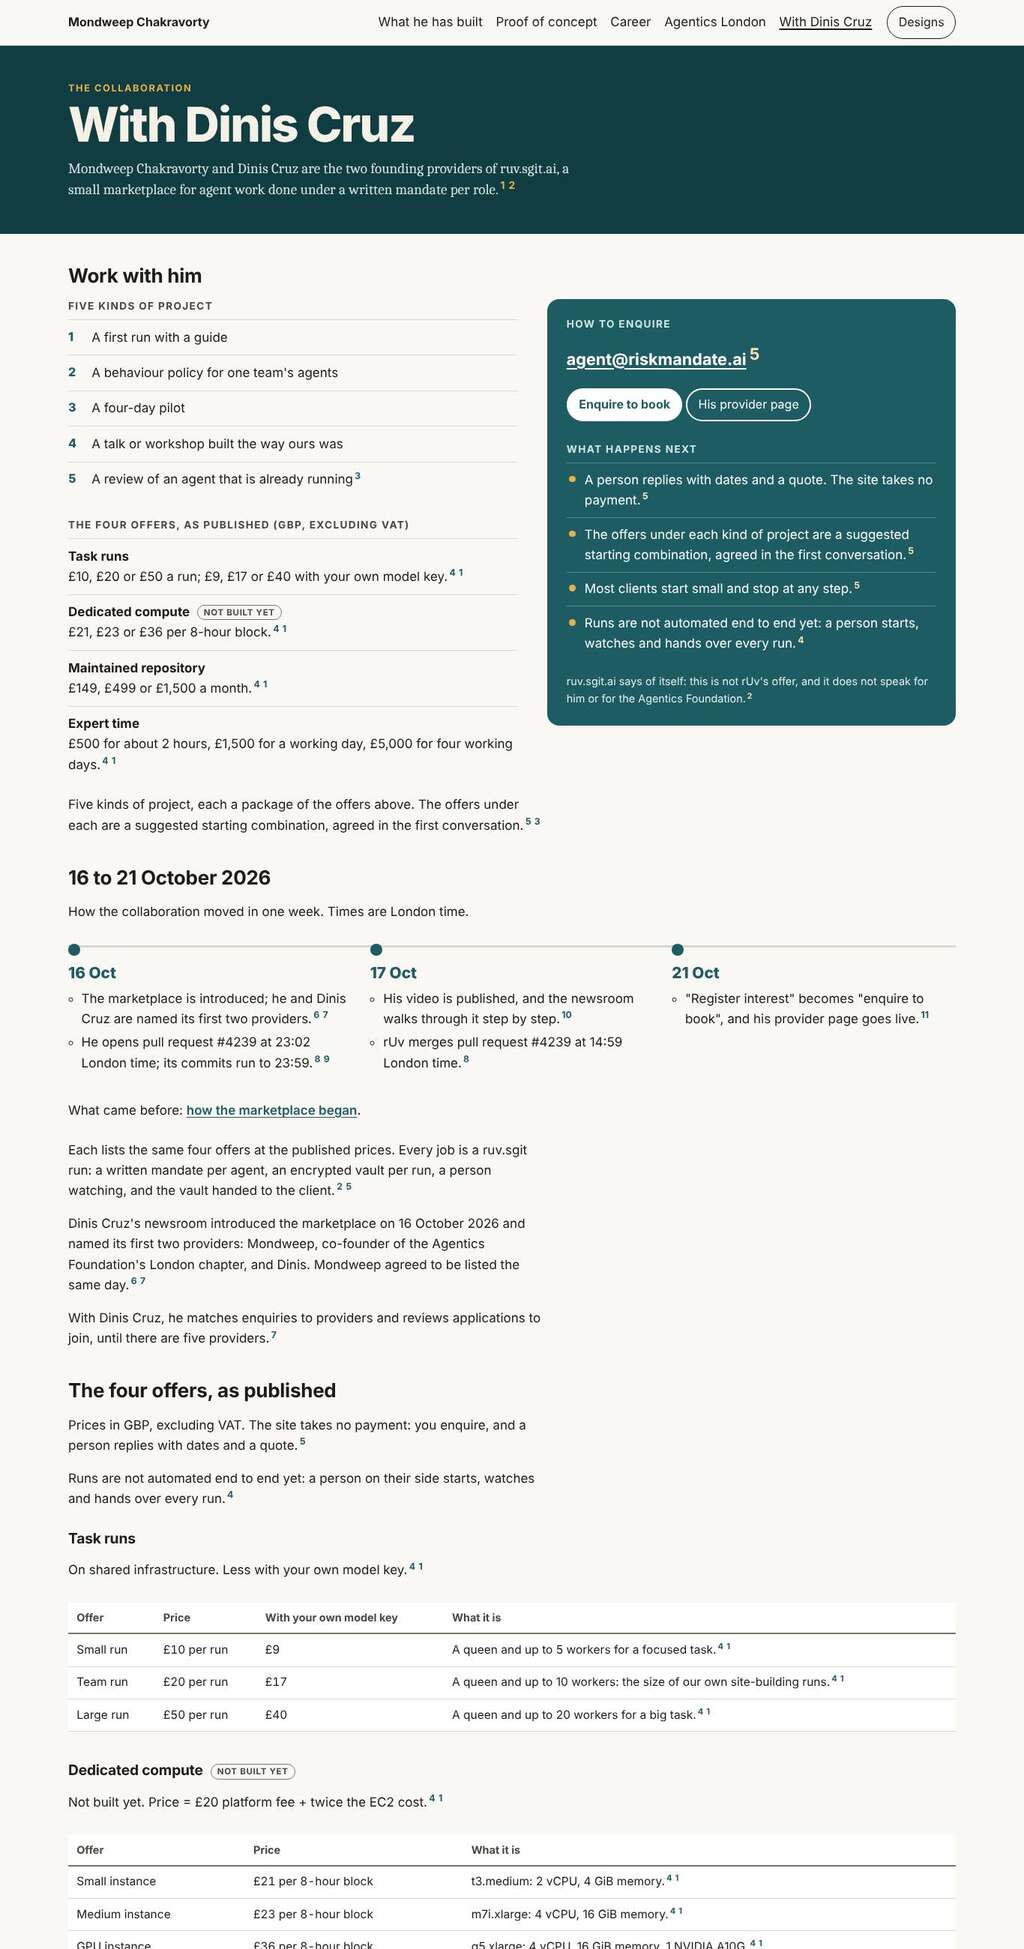 Mondweep Chakravorty
What he has built Proof of concept Career Agentics London With Dinis Cruz Designs
THE COLLABORATION
With Dinis Cruz
Mondweep Chakravorty and Dinis Cruz are the two founding providers of ruv.sgit.ai, a
small marketplace for agent work done under a written mandate per role. 1 2
Work with him
FIVE KINDS OF PROJECT
1 A first run with a guide
2 A behaviour policy for one team's agents
3 A four-day pilot
4 A talk or workshop built the way ours was
5 A review of an agent that is already running 3
THE FOUR OFFERS, AS PUBLISHED (GBP, EXCLUDING VAT)
Task runs
£10, £20 or £50 a run; £9, £17 or £40 with your own model key. 4 1
Dedicated compute NOT BUILT YET
£21, £23 or £36 per 8-hour block. 4 1
Maintained repository
£149, £499 or £1,500 a month. 4 1
Expert time
£500 for about 2 hours, £1,500 for a working day, £5,000 for four working
days. 4 1
HOW TO ENQUIRE
agent@riskmandate.ai 5
Enquire to book His provider page
WHAT HAPPENS NEXT
A person replies with dates and a quote. The site takes no
payment. 5
The offers under each kind of project are a suggested
starting combination, agreed in the first conversation. 5
Most clients start small and stop at any step. 5
Runs are not automated end to end yet: a person starts,
watches and hands over every run. 4
ruv.sgit.ai says of itself: this is not rUv's offer, and it does not speak for
him or for the Agentics Foundation. 2
Five kinds of project, each a package of the offers above. The offers under
each are a suggested starting combination, agreed in the first conversation. 5 3
16 to 21 October 2026
How the collaboration moved in one week. Times are London time.
16 Oct
The marketplace is introduced; he and Dinis
Cruz are named its first two providers. 6 7
He opens pull request #4239 at 23:02
London time; its commits run to 23:59. 8 9
17 Oct
His video is published, and the newsroom
walks through it step by step. 10
rUv merges pull request #4239 at 14:59
London time. 8
21 Oct
"Register interest" becomes "enquire to
book", and his provider page goes live. 11
What came before: how the marketplace began.
Each lists the same four offers at the published prices. Every job is a ruv.sgit
run: a written mandate per agent, an encrypted vault per run, a person
watching, and the vault handed to the client. 2 5
Dinis Cruz's newsroom introduced the marketplace on 16 October 2026 and
named its first two providers: Mondweep, co-founder of the Agentics
Foundation's London chapter, and Dinis. Mondweep agreed to be listed the
same day. 6 7
With Dinis Cruz, he matches enquiries to providers and reviews applications to
join, until there are five providers. 7
The four offers, as published
Prices in GBP, excluding VAT. The site takes no payment: you enquire, and a
person replies with dates and a quote. 5
Runs are not automated end to end yet: a person on their side starts, watches
and hands over every run. 4
Task runs
On shared infrastructure. Less with your own model key. 4 1
Offer Price With your own model key What it is
Small run £10 per run £9 A queen and up to 5 workers for a focused task. 4 1
Team run £20 per run £17 A queen and up to 10 workers: the size of our own site-building runs. 4 1
Large run £50 per run £40 A queen and up to 20 workers for a big task. 4 1
Dedicated compute NOT BUILT YET
Not built yet. Price = £20 platform fee + twice the EC2 cost. 4 1
Offer Price What it is
Small instance £21 per 8-hour block t3.medium: 2 vCPU, 4 GiB memory. 4 1
Medium instance £23 per 8-hour block m7i.xlarge: 4 vCPU, 16 GiB memory. 4 1
GPU instance £36 per 8-hour block g5.xlarge: 4 vCPU, 16 GiB memory, 1 NVIDIA A10G. 4 1